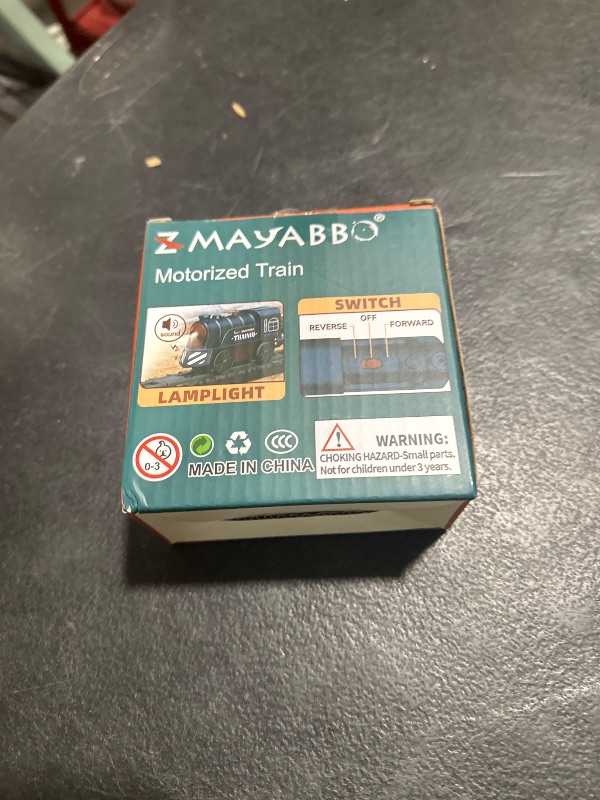 Z MAYABBO®
Motorized Train
sound
TRAINS
LAMPLIGHT
SWITCH
OFF
REVERSE
FORWARD
0-3
MADE IN CHINA
WARNING:
CHOKING HAZARD-Small parts.
Not for children under 3 years.